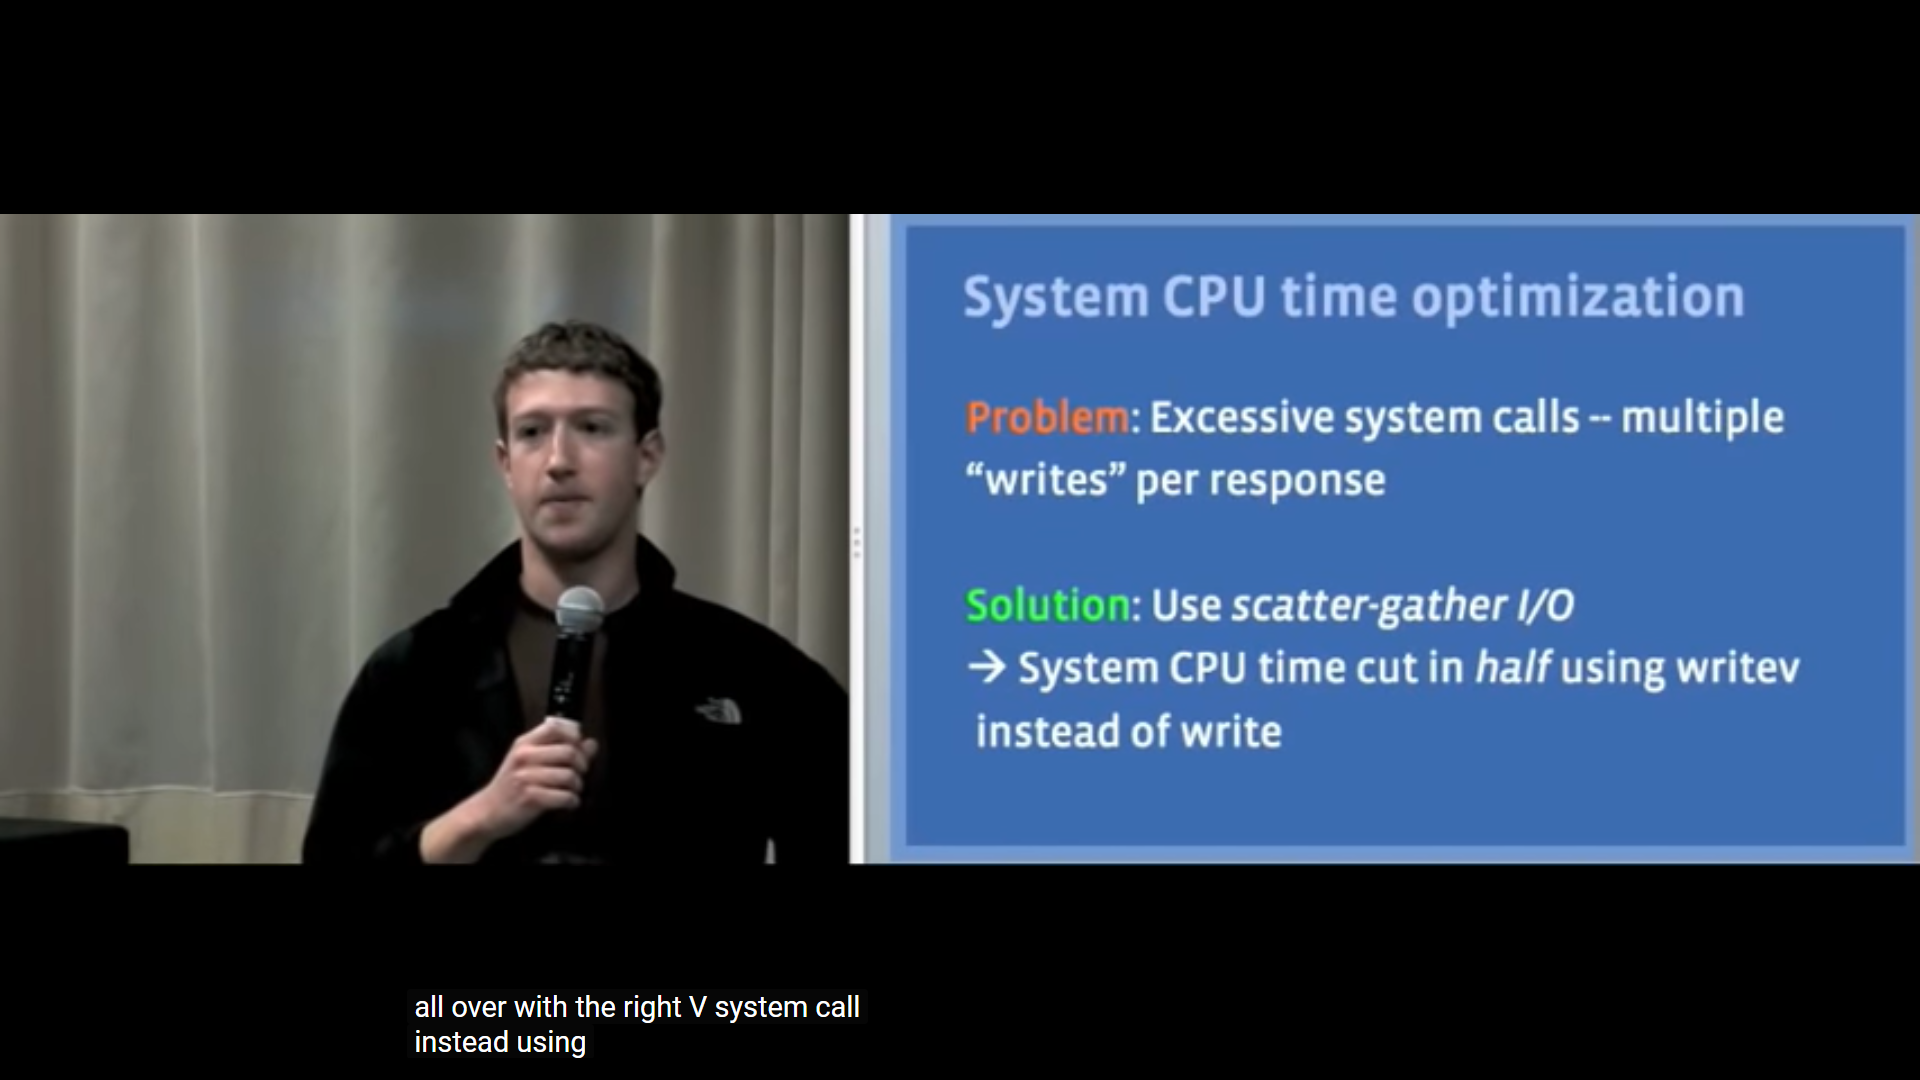 System CPU time optimization
Problem: Excessive system calls -- multiple
“writes” per response
Solution: Use scatter-gather I/O
→ System CPU time cut in half using writev
instead of write
all over with the right V system call
instead using